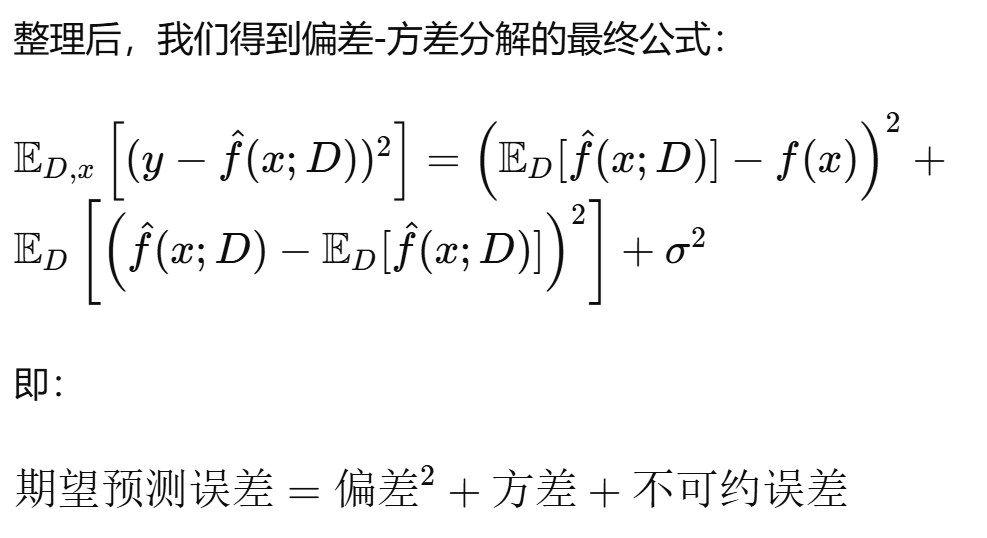 整理后，我们得到偏差-方差分解的最终公式：
𝔼_{D,x} [(y − f̂(x; D))²] = (𝔼_D[f̂(x; D)] − f(x))² +
𝔼_D [(f̂(x; D) − 𝔼_D[f̂(x; D)])²] + σ²
即：
期望预测误差 = 偏差² + 方差 + 不可约误差